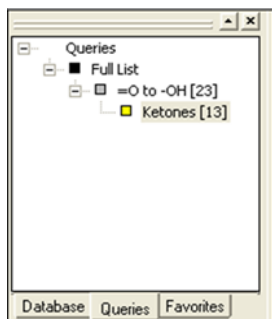 Queries
Full List
=O to -OH [23]
Ketones [13]
Database Queries Favorites